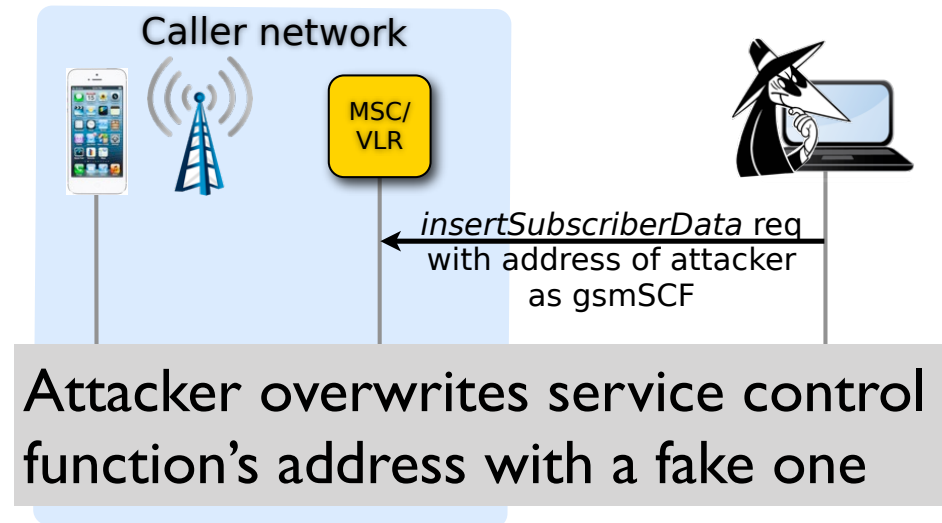 Caller network
MSC/
VLR
insertSubscriberData req
with address of attacker
as gsmSCF
Attacker overwrites service control
function's address with a fake one